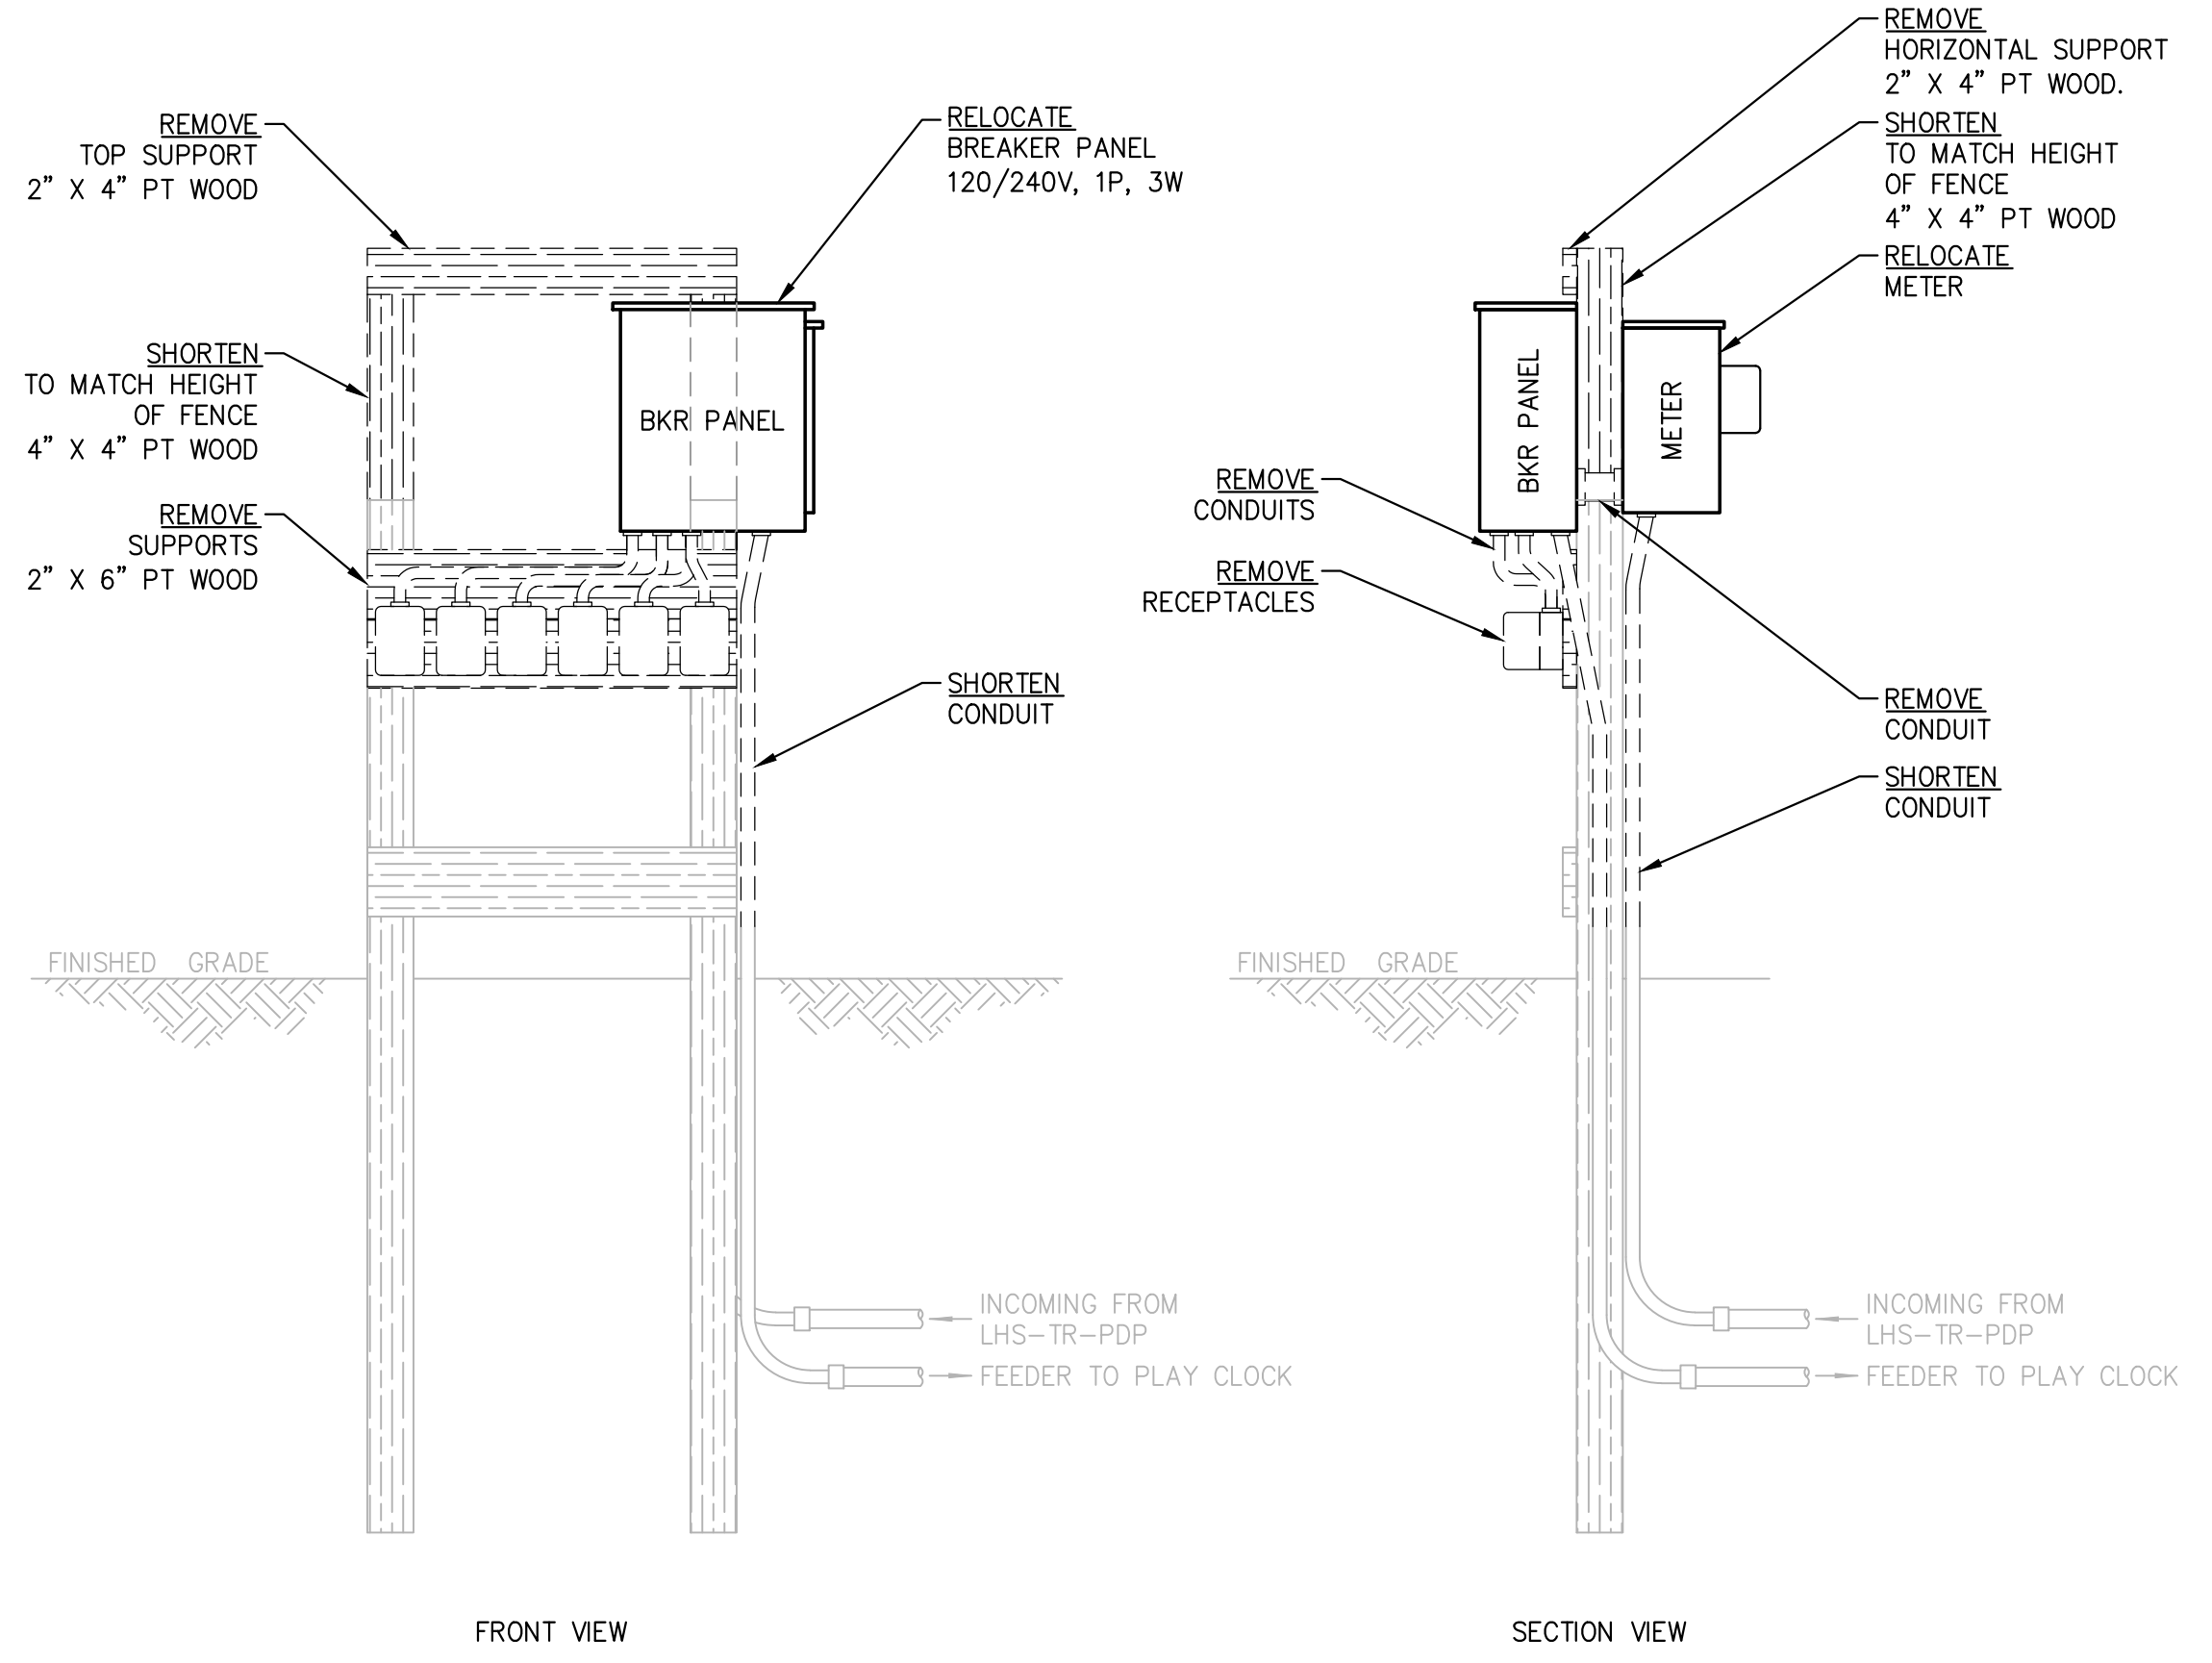 REMOVE
TOP SUPPORT
2” X 4” PT WOOD
SHORTEN
TO MATCH HEIGHT
OF FENCE
4” X 4” PT WOOD
REMOVE
SUPPORTS
2” X 6” PT WOOD
RELOCATE
BREAKER PANEL
120/240V, 1P, 3W
BKR PANEL
SHORTEN
CONDUIT
FINISHED GRADE
INCOMING FROM
LHS-TR-PDP
FEEDER TO PLAY CLOCK
FRONT VIEW
REMOVE
HORIZONTAL SUPPORT
2” X 4” PT WOOD.
SHORTEN
TO MATCH HEIGHT
OF FENCE
4” X 4” PT WOOD
RELOCATE
METER
BKR PANEL
METER
REMOVE
CONDUITS
REMOVE
RECEPTACLES
REMOVE
CONDUIT
SHORTEN
CONDUIT
FINISHED GRADE
INCOMING FROM
LHS-TR-PDP
FEEDER TO PLAY CLOCK
SECTION VIEW